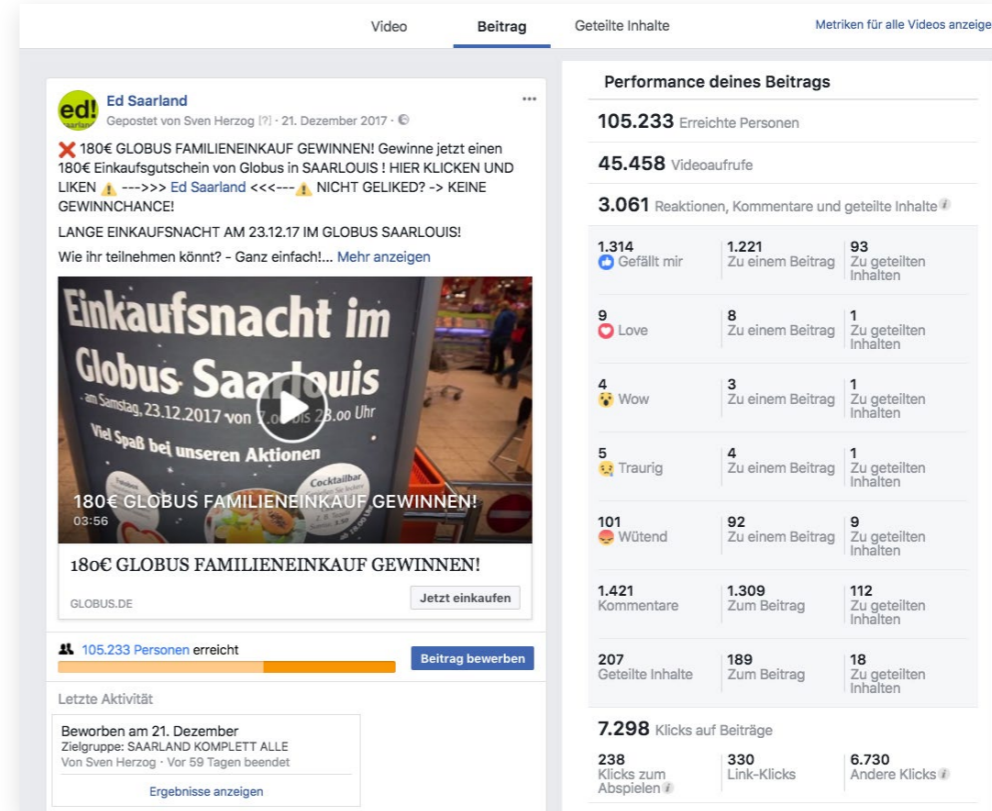 Video
Beitrag
Geteilte Inhalte
Metriken für alle Videos anzeige
ed!
saarland
Ed Saarland
Gepostet von Sven Herzog [?] · 21. Dezember 2017 ·
❌ 180€ GLOBUS FAMILIENEINKAUF GEWINNEN! Gewinne jetzt einen
180€ Einkaufsgutschein von Globus in SAARLOUIS ! HIER KLICKEN UND
LIKEN ⚠ --->>> Ed Saarland <<<---⚠ NICHT GELIKED? -> KEINE
GEWINNCHANCE!
LANGE EINKAUFSNACHT AM 23.12.17 IM GLOBUS SAARLOUIS!
Wie ihr teilnehmen könnt? - Ganz einfach!... Mehr anzeigen
Einkaufsnacht im
Globus Saarlouis
am Samstag, 23.12.2017 von 7.00 bis 23.00 Uhr
Viel Spaß bei unseren Aktionen
Cocktailbar
180€ GLOBUS FAMILIENEINKAUF GEWINNEN!
03:56
180€ GLOBUS FAMILIENEINKAUF GEWINNEN!
GLOBUS.DE
Jetzt einkaufen
105.233 Personen erreicht
Beitrag bewerben
Letzte Aktivität
Beworben am 21. Dezember
Zielgruppe: SAARLAND KOMPLETT ALLE
Von Sven Herzog · Vor 59 Tagen beendet
Ergebnisse anzeigen
Performance deines Beitrags
105.233 Erreichte Personen
45.458 Videoaufrufe
3.061 Reaktionen, Kommentare und geteilte Inhalte i
1.314 1.221 93
Gefällt mir Zu einem Beitrag Zu geteilten
Inhalten
9 8 1
Love Zu einem Beitrag Zu geteilten
Inhalten
4 3 1
Wow Zu einem Beitrag Zu geteilten
Inhalten
5 4 1
Traurig Zu einem Beitrag Zu geteilten
Inhalten
101 92 9
Wütend Zu einem Beitrag Zu geteilten
Inhalten
1.421 1.309 112
Kommentare Zum Beitrag Zu geteilten
Inhalten
207 189 18
Geteilte Inhalte Zum Beitrag Zu geteilten
Inhalten
7.298 Klicks auf Beiträge
238 330 6.730
Klicks zum Link-Klicks Andere Klicks i
Abspielen i